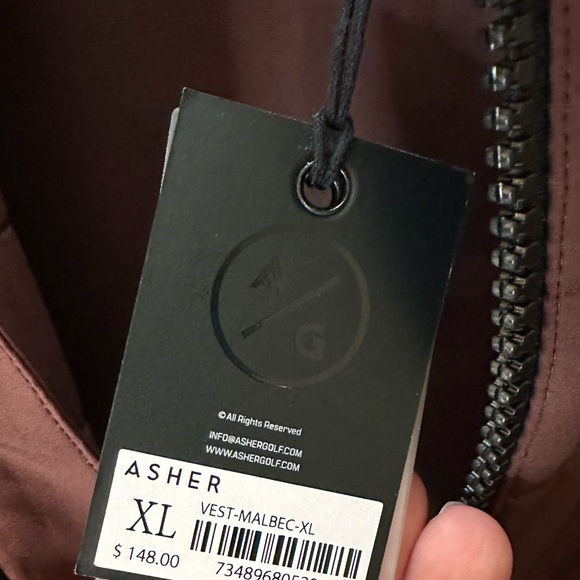 G
© All Rights Reserved
INFO@ASHERGOLF.COM
WWW.ASHERGOLF.COM
ASHER
XL
VEST-MALBEC-XL
$ 148.00